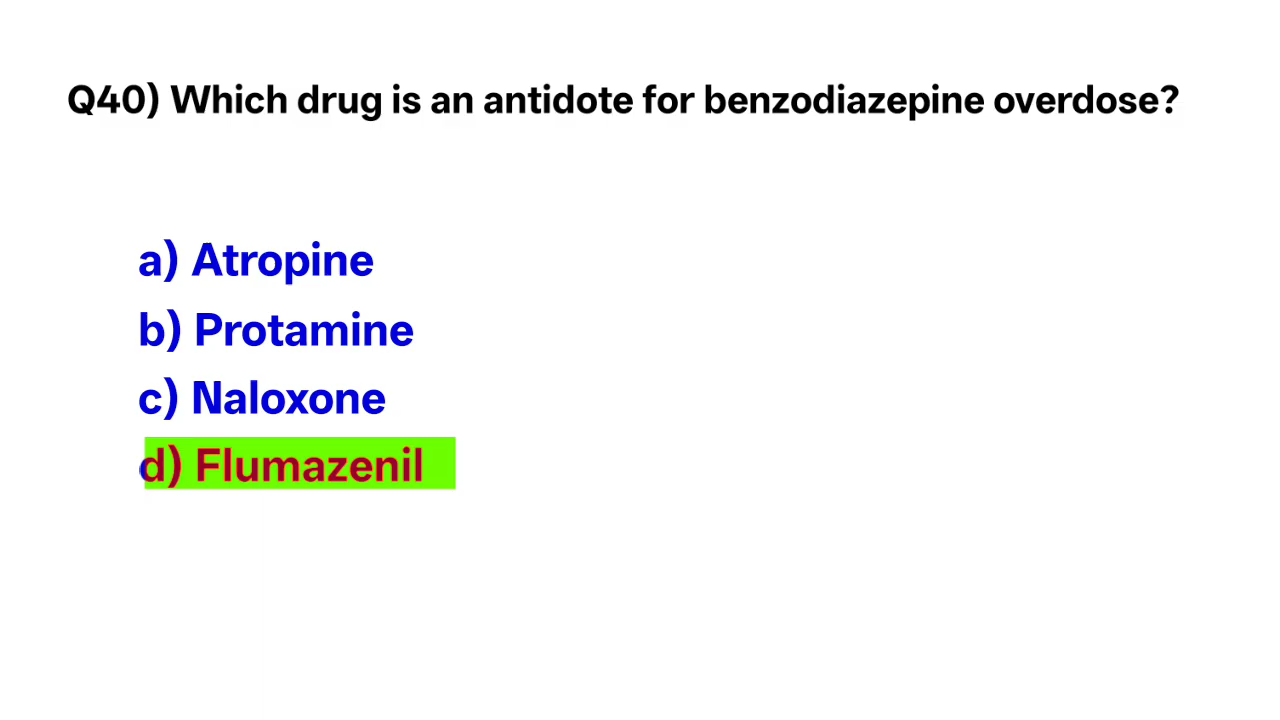 Q40) Which drug is an antidote for benzodiazepine overdose?
a) Atropine
b) Protamine
c) Naloxone
d) Flumazenil